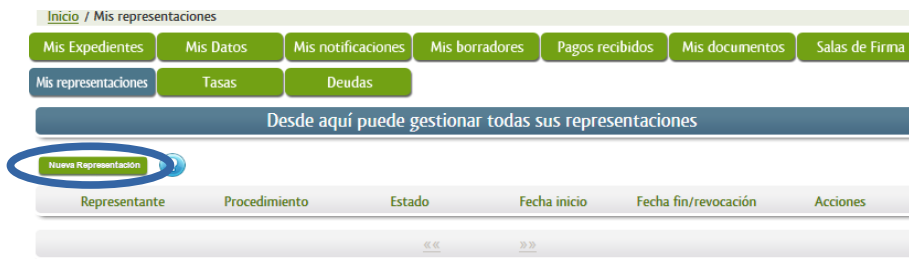 Inicio / Mis representaciones
Mis Expedientes Mis Datos Mis notificaciones Mis borradores Pagos recibidos Mis documentos Salas de Firma
Mis representaciones Tasas Deudas
Desde aquí puede gestionar todas sus representaciones
Nueva Representación ?
Representante Procedimiento Estado Fecha inicio Fecha fin/revocación Acciones
<< >>